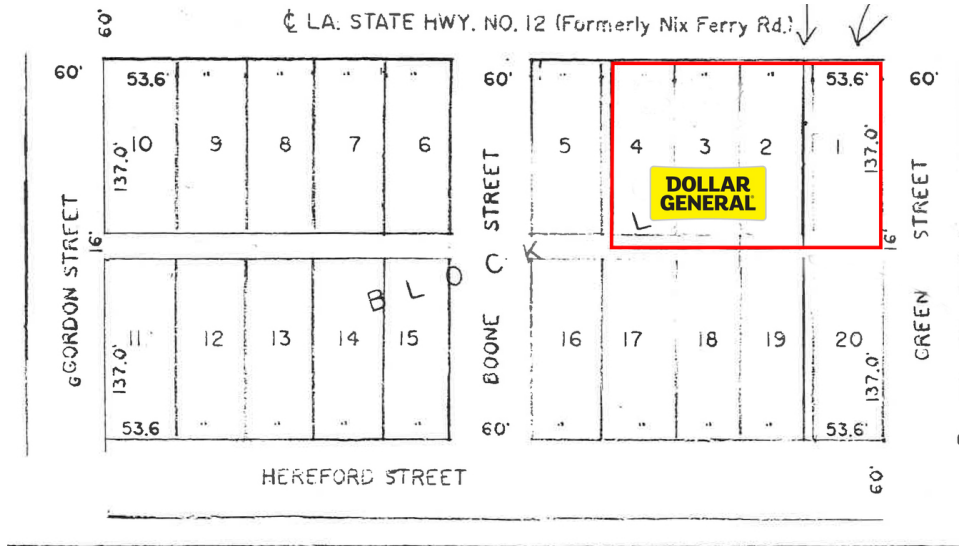 ℄ LA. STATE HWY. NO. 12 (Formerly Nix Ferry Rd.)
60'
60' 60' 60'
53.6' " " " " " " " " 53.6'
10 9 8 7 6 5 4 3 2 1
137.0' 137.0'
DOLLAR
GENERAL
GORDON STREET
BOONE STREET
GREEN STREET
16' 16'
B L O C K L
11 12 13 14 15 16 17 18 19 20
137.0' 137.0'
53.6 " " " " " " " " 53.6'
60'
HEREFORD STREET
60'